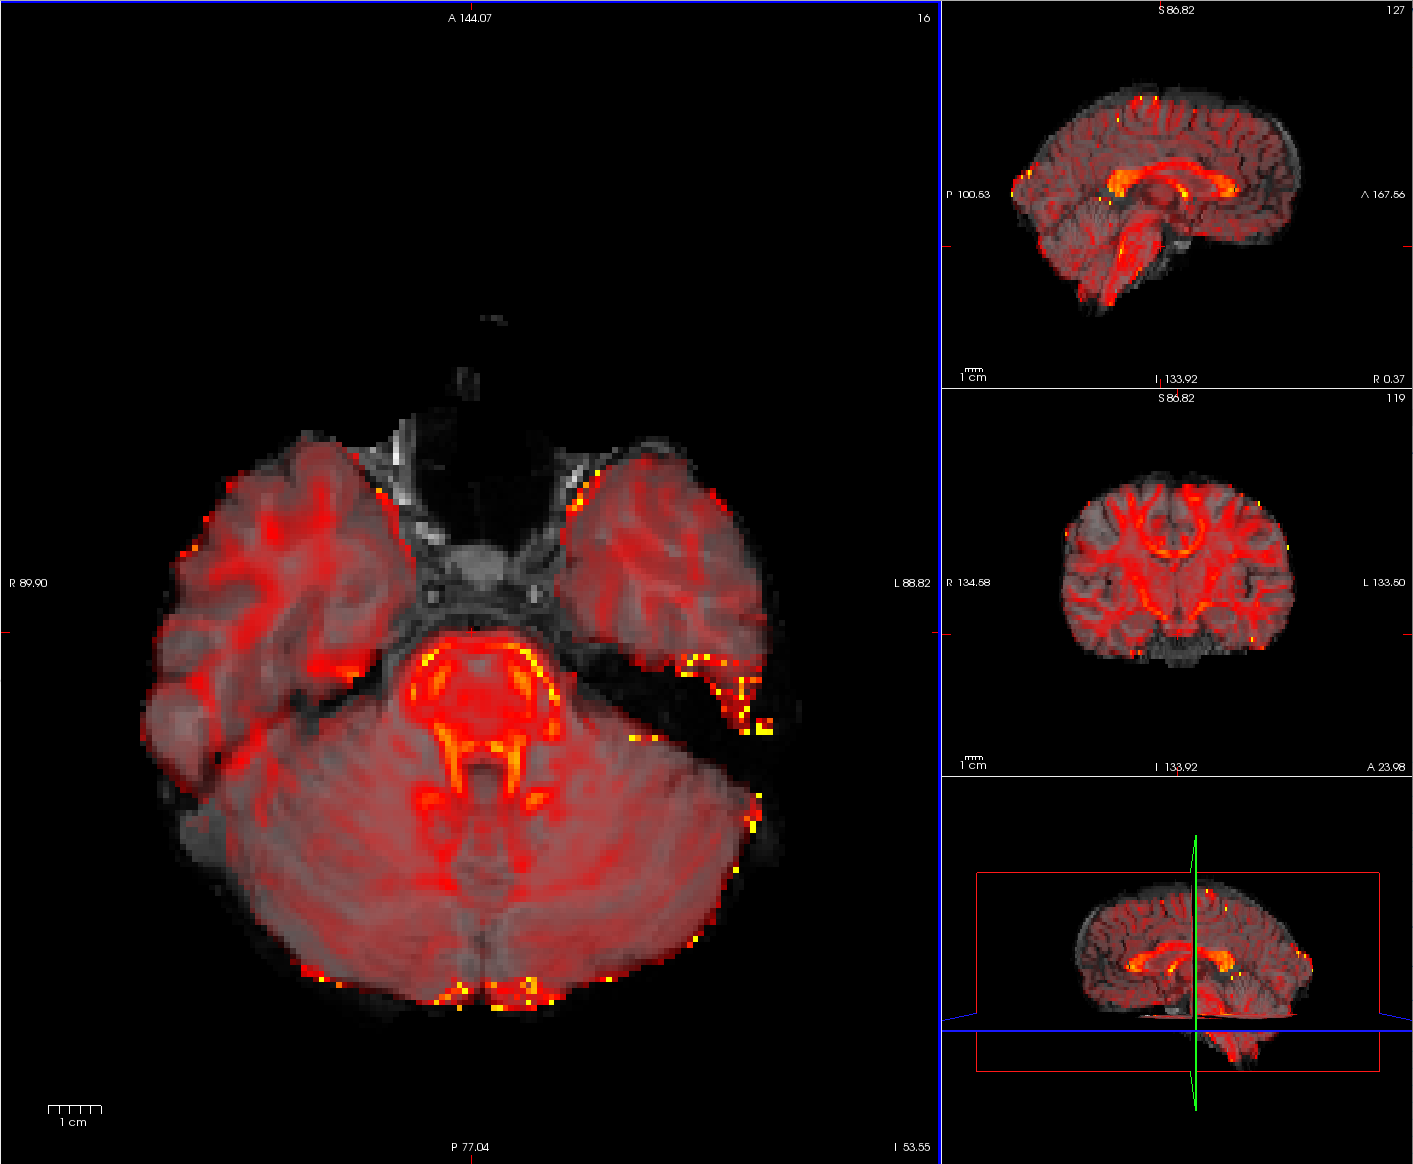 A 144.07
16
R 89.90
L 88.82
1 cm
P 77.04
I 53.55
S 86.82
127
P 100.53
A 167.56
1 cm
I 133.92
R 0.37
S 86.82
119
R 134.58
L 133.60
1 cm
I 133.92
A 23.98